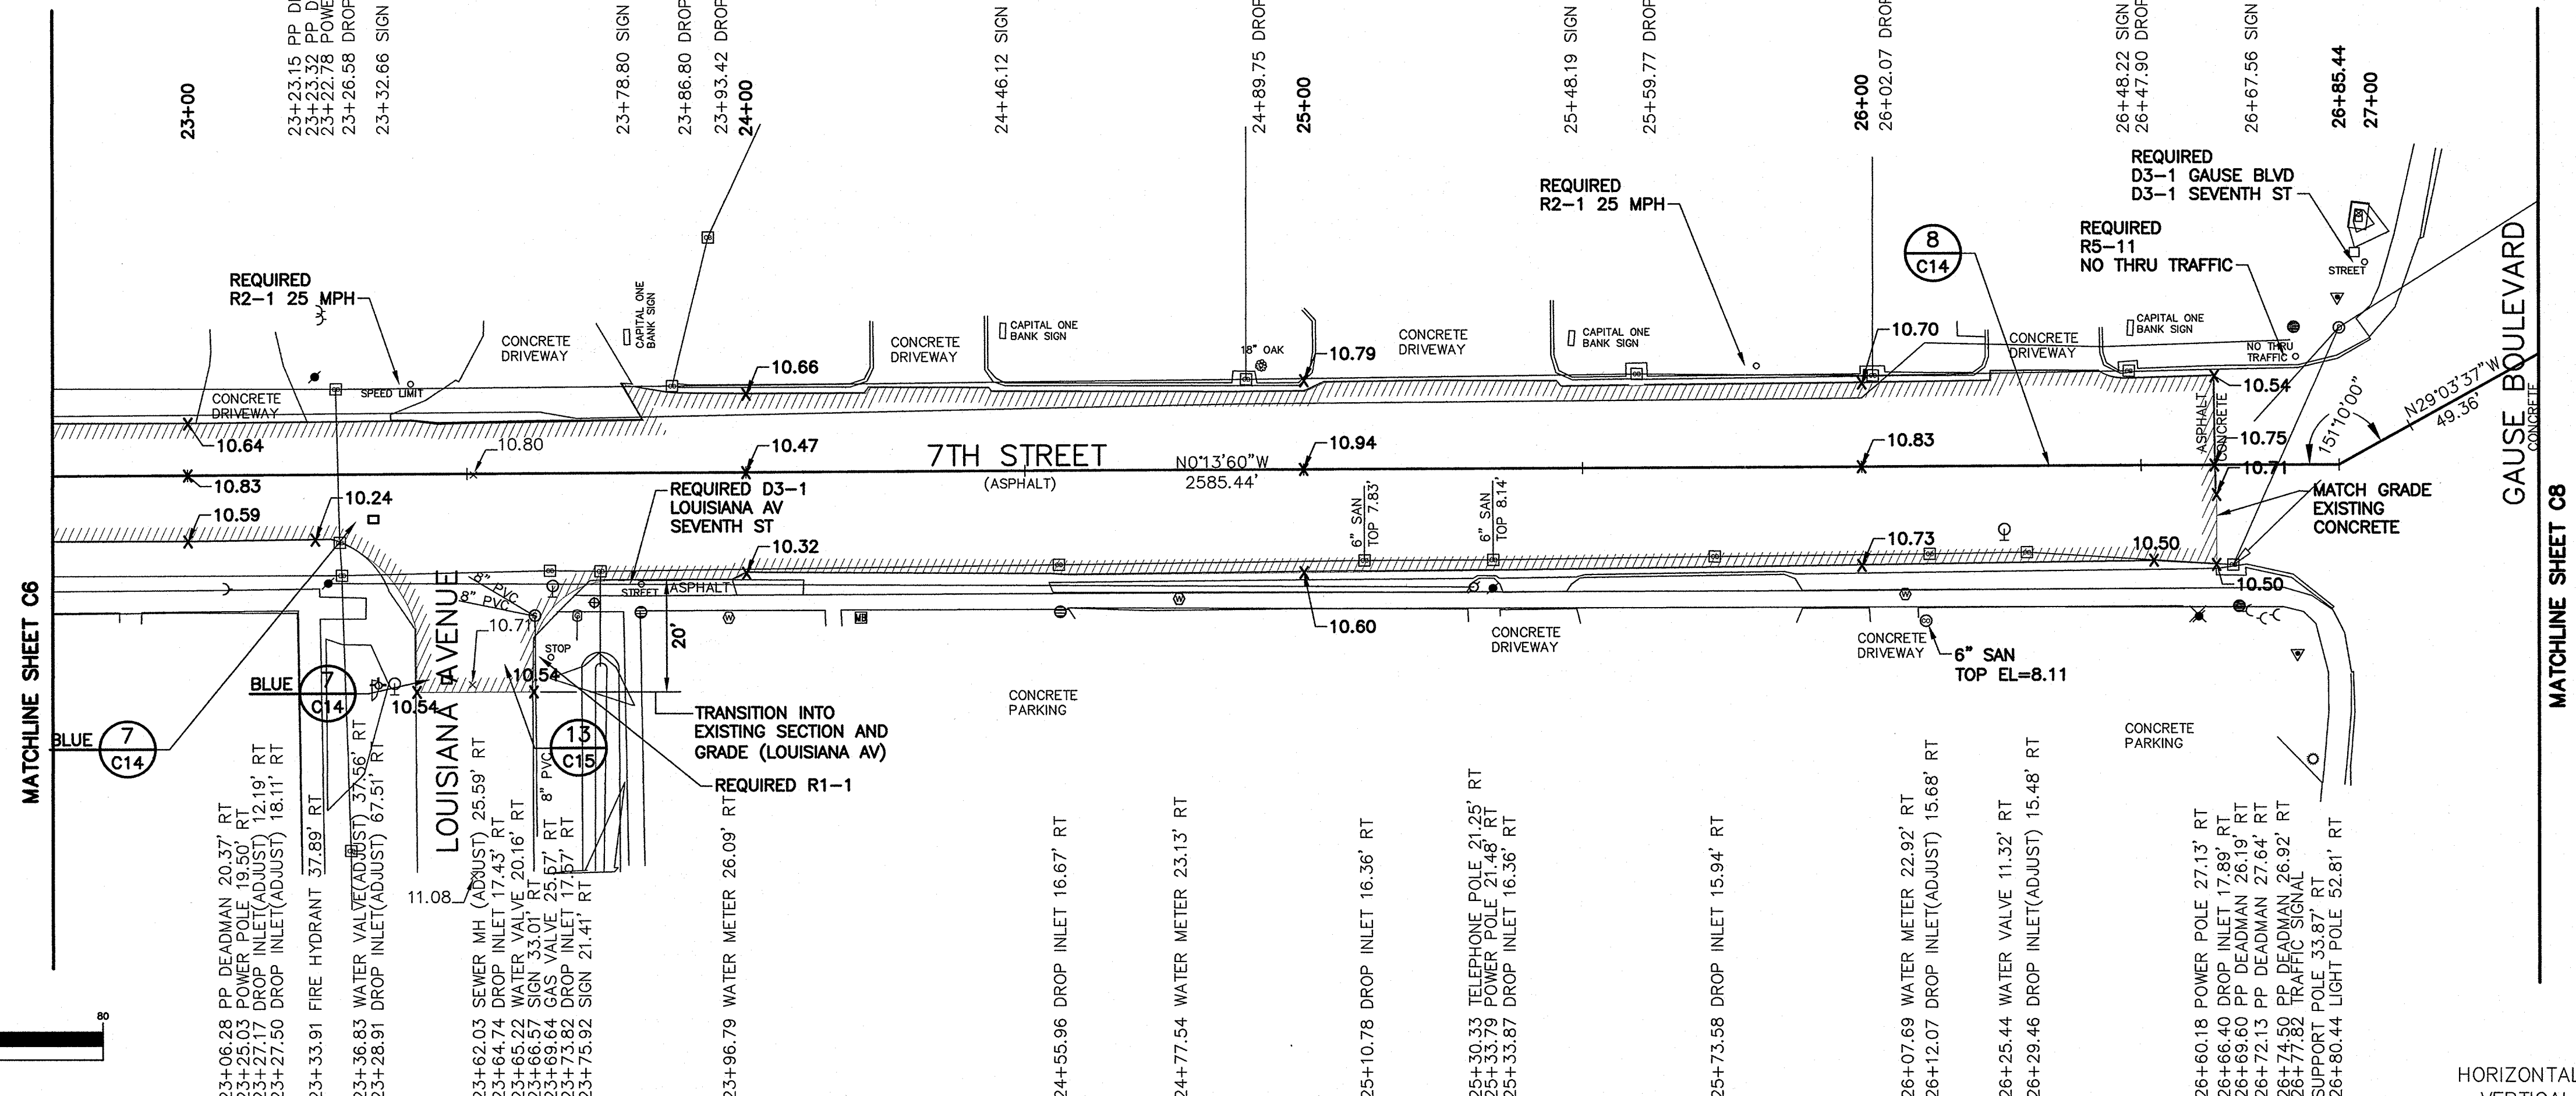 23+00
23+23.15 PP
23+23.32 PP
23+22.78 POWE
23+26.58 DROP
23+32.66 SIGN
23+78.80 SIGN
23+86.80 DROP
23+93.42 DROP
24+00
24+46.12 SIGN
24+89.75 DROP
25+00
25+48.19 SIGN
25+59.77 DROP
26+00
26+02.07 DROP
26+48.22 SIGN
26+47.90 DROP
26+67.56 SIGN
26+85.44
27+00
REQUIRED
D3-1 GAUSE BLVD
D3-1 SEVENTH ST
REQUIRED
R2-1 25 MPH
REQUIRED
R5-11
NO THRU TRAFFIC
8
C14
STREET
REQUIRED
R2-1 25 MPH
CAPITAL ONE
BANK SIGN
CONCRETE
DRIVEWAY
CONCRETE
DRIVEWAY
CAPITAL ONE
BANK SIGN
18" OAK
10.79
CONCRETE
DRIVEWAY
CAPITAL ONE
BANK SIGN
10.70
CONCRETE
DRIVEWAY
CAPITAL ONE
BANK SIGN
NO THRU
TRAFFIC
10.66
SPEED LIMIT
CONCRETE
DRIVEWAY
10.54
N29°03'37"W
49.36'
151°10'00"
GAUSE BOULEVARD
CONCRETE
ASPHALT
CONCRETE
10.64
10.80
10.47
7TH STREET
(ASPHALT)
N0°13'60"W
2585.44'
10.94
10.83
10.75
10.71
10.83
10.24
10.59
REQUIRED D3-1
LOUISIANA AV
SEVENTH ST
6" SAN
TOP 7.83'
6" SAN
TOP 8.14'
MATCH GRADE
EXISTING
CONCRETE
10.32
10.73
10.50
10.50
8" PVC
8" PVC
STREET
ASPHALT
20'
10.71
STOP
MB
10.60
CONCRETE
DRIVEWAY
CONCRETE
DRIVEWAY
6" SAN
TOP EL=8.11
BLUE
7
C14
10.54
10.54
LOUISIANA AVENUE
CONCRETE
PARKING
TRANSITION INTO
EXISTING SECTION AND
GRADE (LOUISIANA AV)
CONCRETE
PARKING
BLUE
7
C14
13
C15
8" PVC
REQUIRED R1-1
11.08
MATCHLINE SHEET C6
MATCHLINE SHEET C8
23+06.28 PP DEADMAN 20.37' RT
23+25.03 POWER POLE 19.50' RT
23+27.17 DROP INLET(ADJUST) 12.19' RT
23+27.50 DROP INLET(ADJUST) 18.11' RT
23+33.91 FIRE HYDRANT 37.89' RT
23+36.83 WATER VALVE(ADJUST) 37.56' RT
23+28.91 DROP INLET(ADJUST) 67.51' RT
23+62.03 SEWER MH (ADJUST) 25.59' RT
23+64.74 DROP INLET 17.43' RT
23+65.22 WATER VALVE 20.16' RT
23+66.57 SIGN 33.01' RT
23+69.64 GAS VALVE 25.57' RT
23+73.82 DROP INLET 17.67' RT
23+75.92 SIGN 21.41' RT
23+96.79 WATER METER 26.09' RT
24+55.96 DROP INLET 16.67' RT
24+77.54 WATER METER 23.13' RT
25+10.78 DROP INLET 16.36' RT
25+30.33 TELEPHONE POLE 21.25' RT
25+33.79 POWER POLE 21.48' RT
25+33.87 DROP INLET 16.36' RT
25+73.58 DROP INLET 15.94' RT
26+07.69 WATER METER 22.92' RT
26+12.07 DROP INLET(ADJUST) 15.68' RT
26+25.44 WATER VALVE 11.32' RT
26+29.46 DROP INLET(ADJUST) 15.48' RT
26+60.18 POWER POLE 27.13' RT
26+66.40 DROP INLET 17.89' RT
26+69.60 PP DEADMAN 26.19' RT
26+72.13 PP DEADMAN 27.64' RT
26+74.50 PP DEADMAN 26.92' RT
26+77.82 TRAFFIC SIGNAL
SUPPORT POLE 33.87' RT
26+80.44 LIGHT POLE 52.81' RT
80
HORIZONTAL
VERTICAL